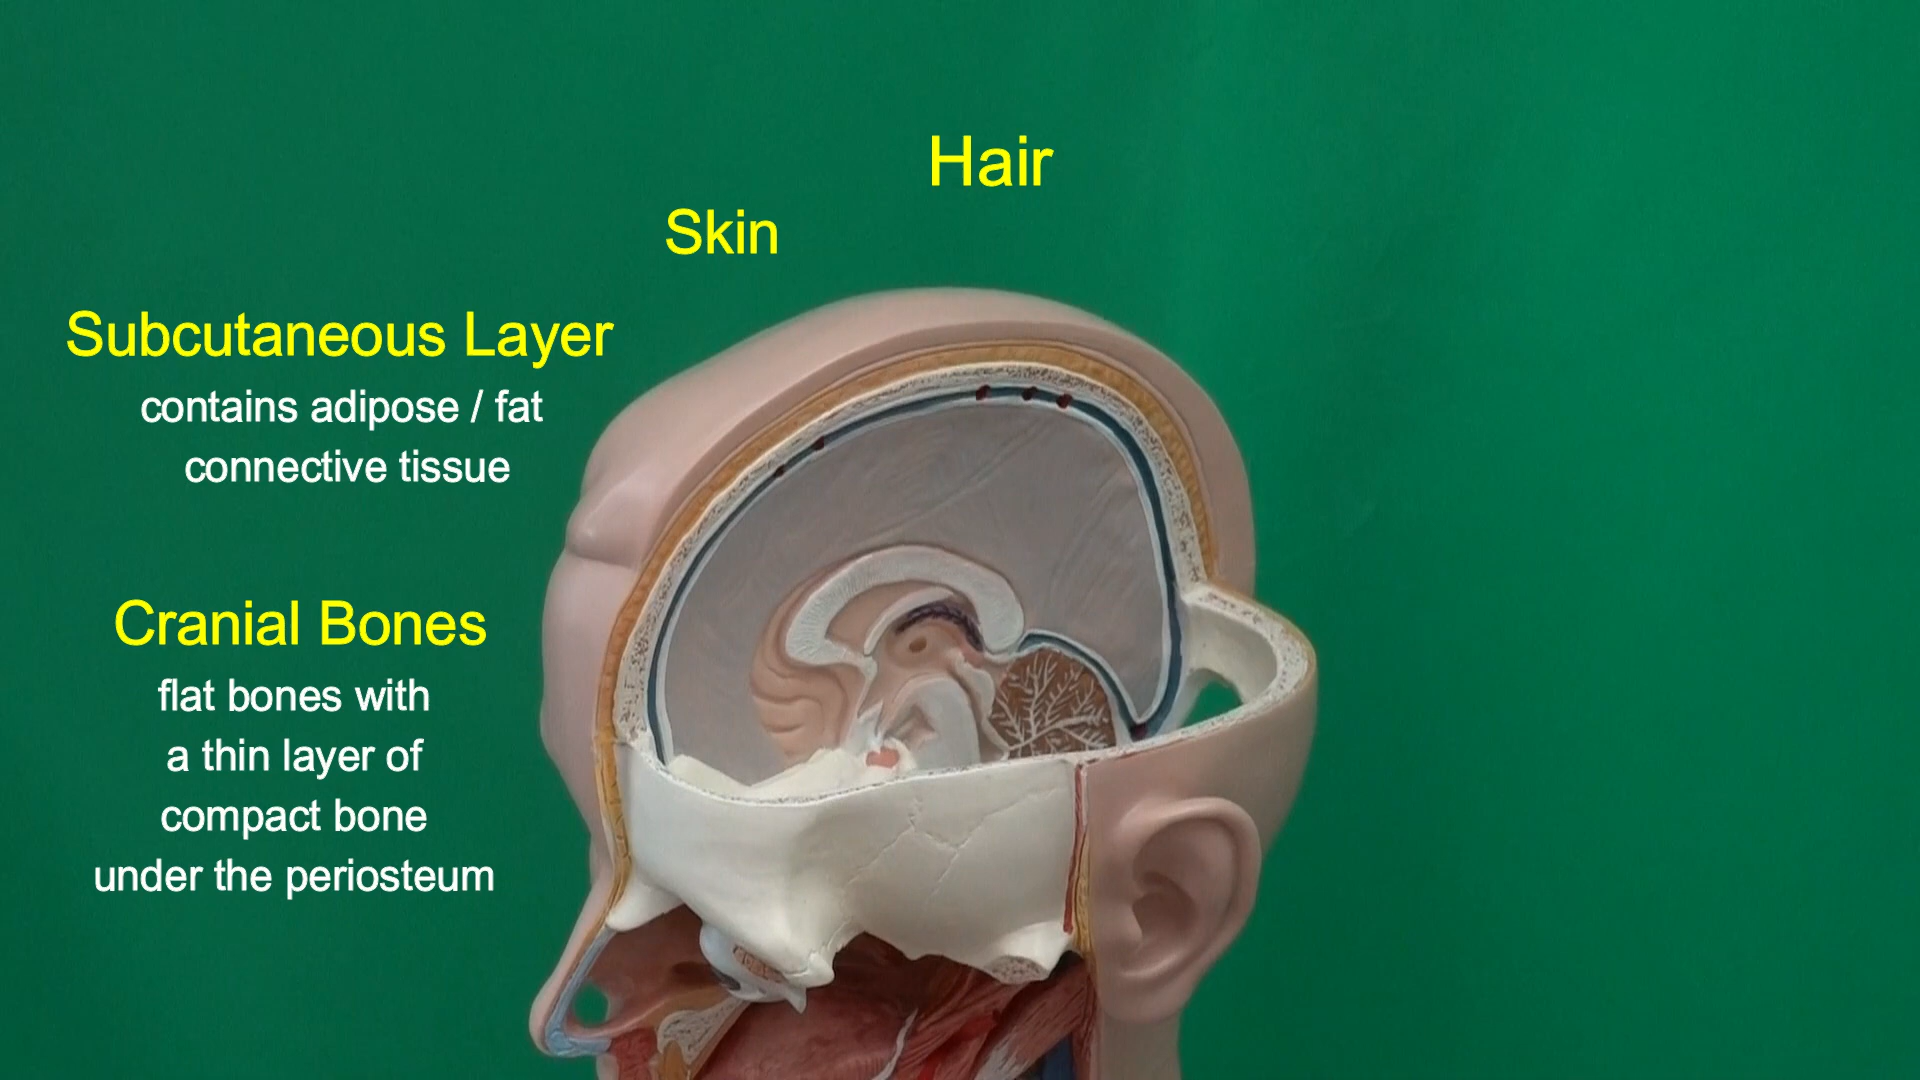 Hair
Skin
Subcutaneous Layer
contains adipose / fat
connective tissue
Cranial Bones
flat bones with
a thin layer of
compact bone
under the periosteum